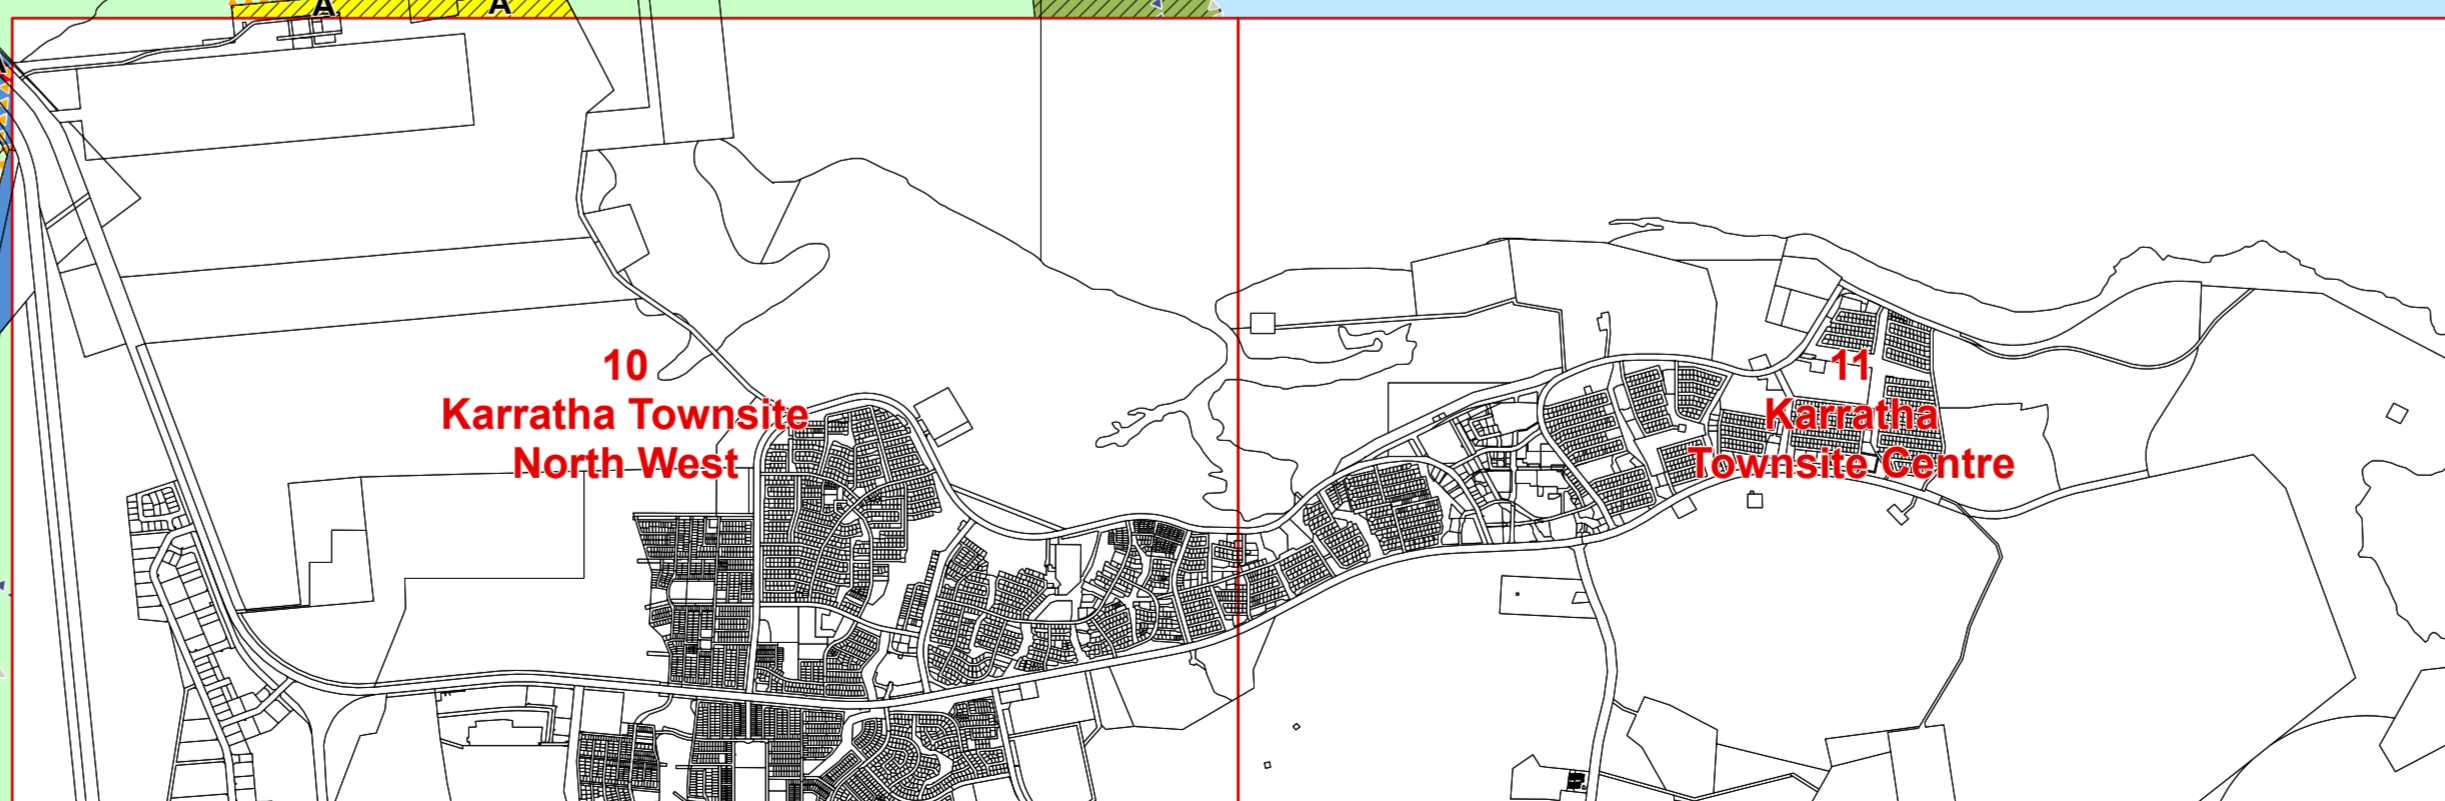 A
A
10
Karratha Townsite
North West
11
Karratha
Townsite Centre